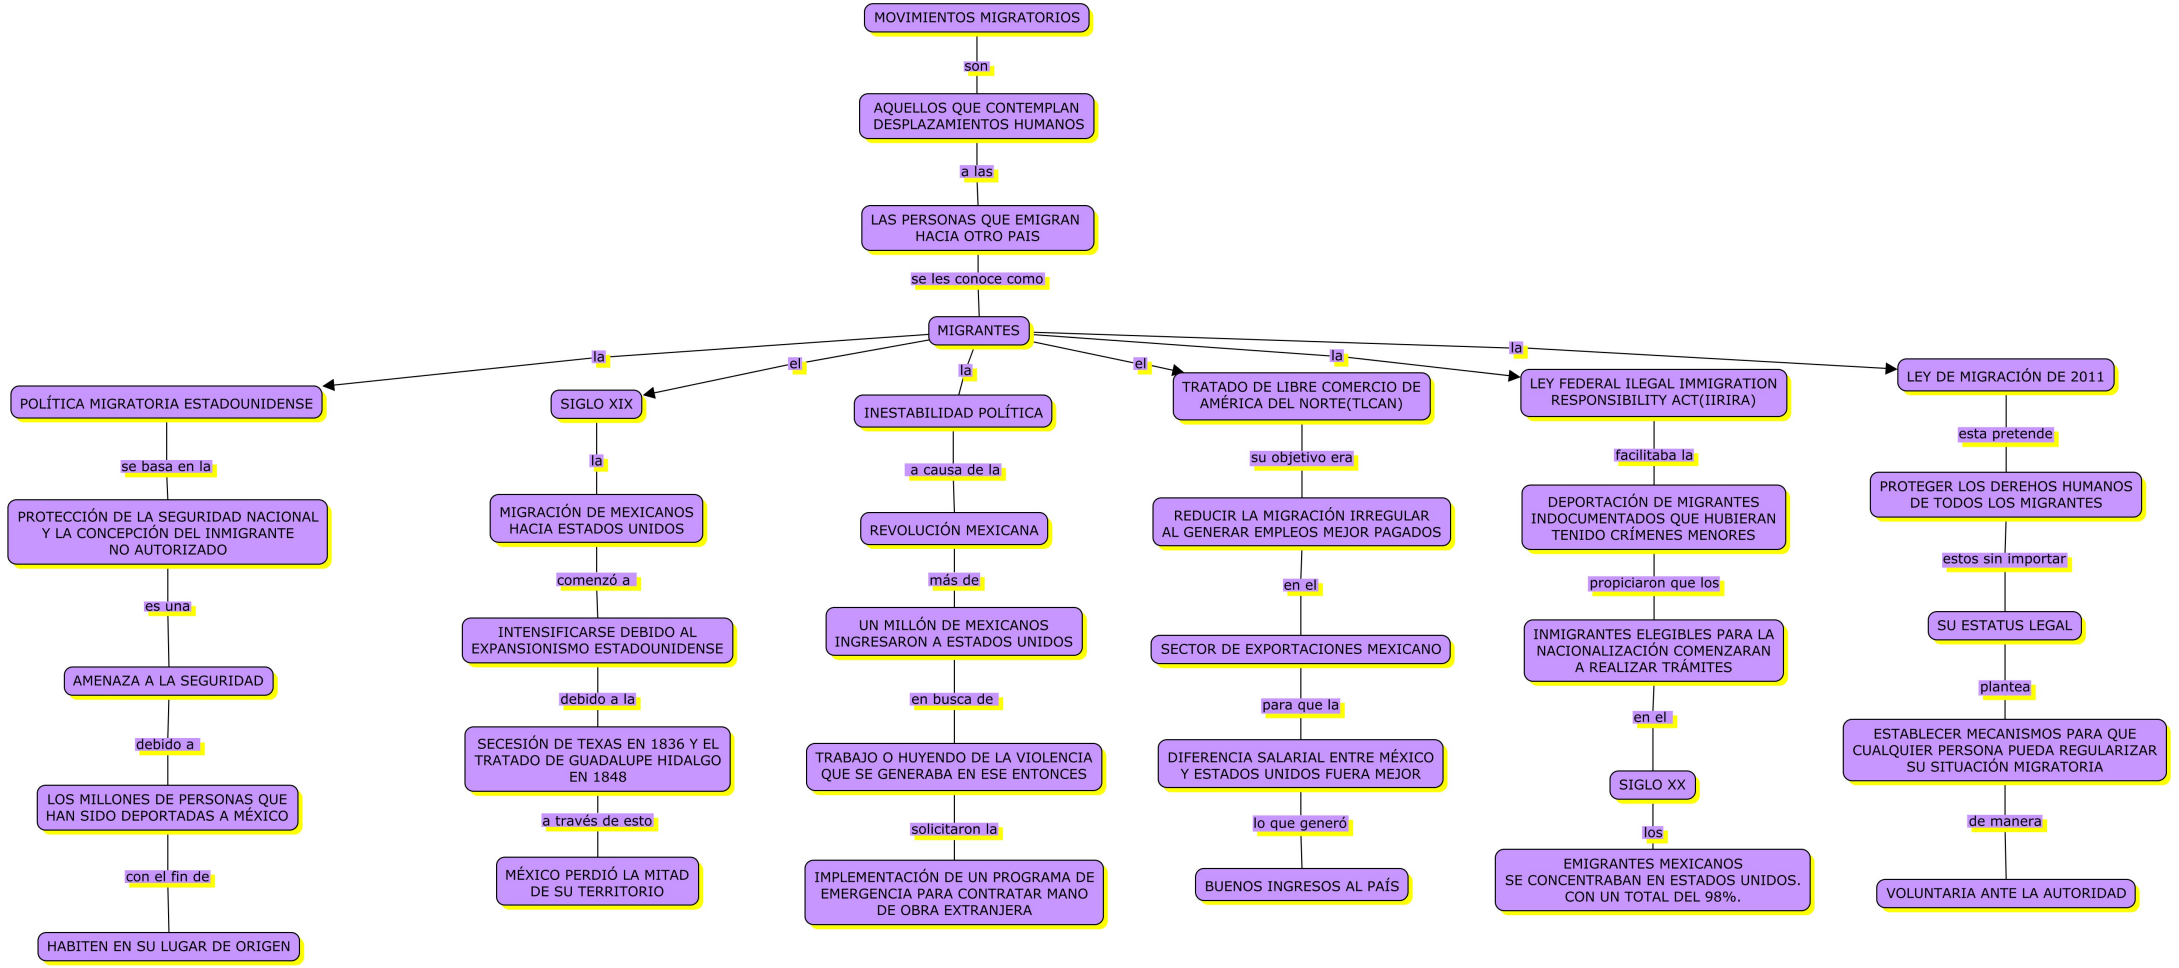 MOVIMIENTOS MIGRATORIOS
son
AQUELLOS QUE CONTEMPLAN
DESPLAZAMIENTOS HUMANOS
a las
LAS PERSONAS QUE EMIGRAN
HACIA OTRO PAIS
se les conoce como
MIGRANTES
la
POLÍTICA MIGRATORIA ESTADOUNIDENSE
se basa en la
PROTECCIÓN DE LA SEGURIDAD NACIONAL
Y LA CONCEPCIÓN DEL INMIGRANTE
NO AUTORIZADO
es una
AMENAZA A LA SEGURIDAD
debido a
LOS MILLONES DE PERSONAS QUE
HAN SIDO DEPORTADAS A MÉXICO
con el fin de
HABITEN EN SU LUGAR DE ORIGEN
el
SIGLO XIX
la
MIGRACIÓN DE MEXICANOS
HACIA ESTADOS UNIDOS
comenzó a
INTENSIFICARSE DEBIDO AL
EXPANSIONISMO ESTADOUNIDENSE
debido a la
SECESIÓN DE TEXAS EN 1836 Y EL
TRATADO DE GUADALUPE HIDALGO
EN 1848
a través de esto
MÉXICO PERDIÓ LA MITAD
DE SU TERRITORIO
la
INESTABILIDAD POLÍTICA
a causa de la
REVOLUCIÓN MEXICANA
más de
UN MILLÓN DE MEXICANOS
INGRESARON A ESTADOS UNIDOS
en busca de
TRABAJO O HUYENDO DE LA VIOLENCIA
QUE SE GENERABA EN ESE ENTONCES
solicitaron la
IMPLEMENTACIÓN DE UN PROGRAMA DE
EMERGENCIA PARA CONTRATAR MANO
DE OBRA EXTRANJERA
el
TRATADO DE LIBRE COMERCIO DE
AMÉRICA DEL NORTE(TLCAN)
su objetivo era
REDUCIR LA MIGRACIÓN IRREGULAR
AL GENERAR EMPLEOS MEJOR PAGADOS
en el
SECTOR DE EXPORTACIONES MEXICANO
para que la
DIFERENCIA SALARIAL ENTRE MÉXICO
Y ESTADOS UNIDOS FUERA MEJOR
lo que generó
BUENOS INGRESOS AL PAÍS
la
LEY FEDERAL ILEGAL IMMIGRATION
RESPONSIBILITY ACT(IIRIRA)
facilitaba la
DEPORTACIÓN DE MIGRANTES
INDOCUMENTADOS QUE HUBIERAN
TENIDO CRÍMENES MENORES
propiciaron que los
INMIGRANTES ELEGIBLES PARA LA
NACIONALIZACIÓN COMENZARAN
A REALIZAR TRÁMITES
en el
SIGLO XX
los
EMIGRANTES MEXICANOS
SE CONCENTRABAN EN ESTADOS UNIDOS.
CON UN TOTAL DEL 98%.
la
LEY DE MIGRACIÓN DE 2011
esta pretende
PROTEGER LOS DEREHOS HUMANOS
DE TODOS LOS MIGRANTES
estos sin importar
SU ESTATUS LEGAL
plantea
ESTABLECER MECANISMOS PARA QUE
CUALQUIER PERSONA PUEDA REGULARIZAR
SU SITUACIÓN MIGRATORIA
de manera
VOLUNTARIA ANTE LA AUTORIDAD